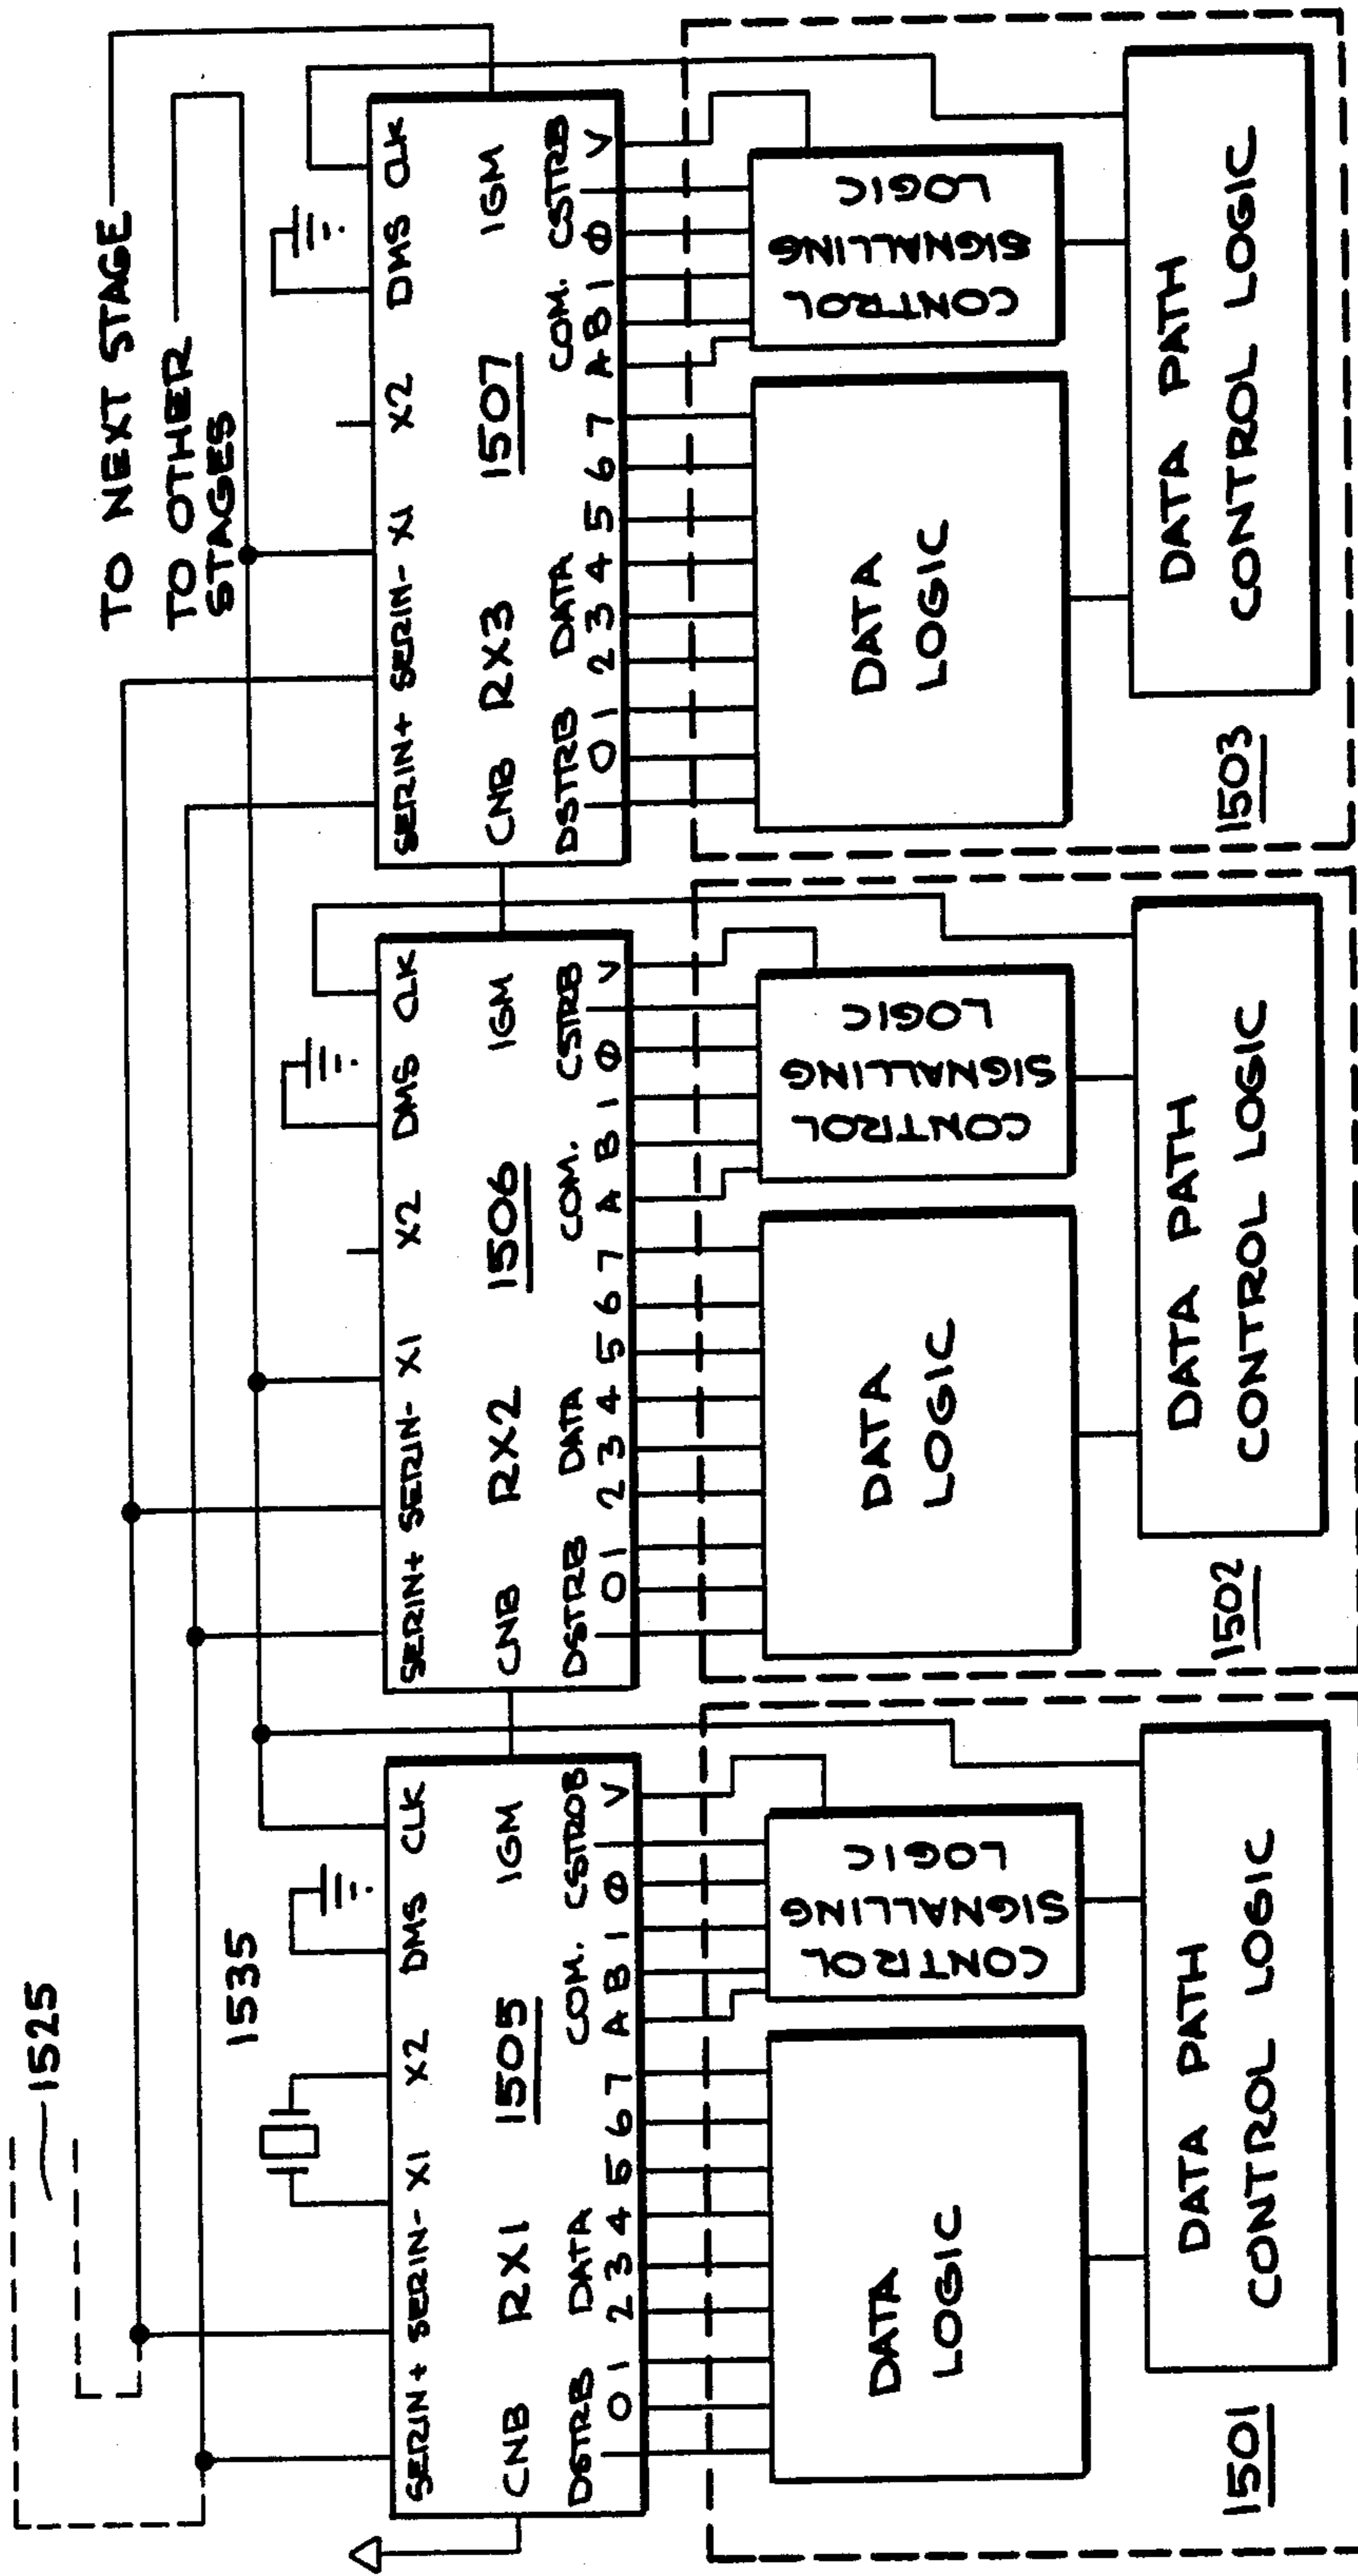 1525
1535
TO NEXT STAGE
TO OTHER
STAGES
SERIN+ SERIN- X1 X2 DMS CLK
CNB RX1 1505 IGM
DSTRB DATA COM. CSTROB
0 1 2 3 4 5 6 7 A B 1 Φ V
DATA
LOGIC
CONTROL
SIGNALLING
LOGIC
DATA PATH
CONTROL LOGIC
1501
SERIN+ SERIN- X1 X2 DMS CLK
CNB RX2 1506 IGM
DSTRB DATA COM. CSTRB
0 1 2 3 4 5 6 7 A B 1 Φ V
DATA
LOGIC
CONTROL
SIGNALLING
LOGIC
DATA PATH
CONTROL LOGIC
1502
SERIN+ SERIN- X1 X2 DMS CLK
CNB RX3 1507 IGM
DSTRB DATA COM. CSTRB
0 1 2 3 4 5 6 7 A B 1 Φ V
DATA
LOGIC
CONTROL
SIGNALLING
LOGIC
DATA PATH
CONTROL LOGIC
1503